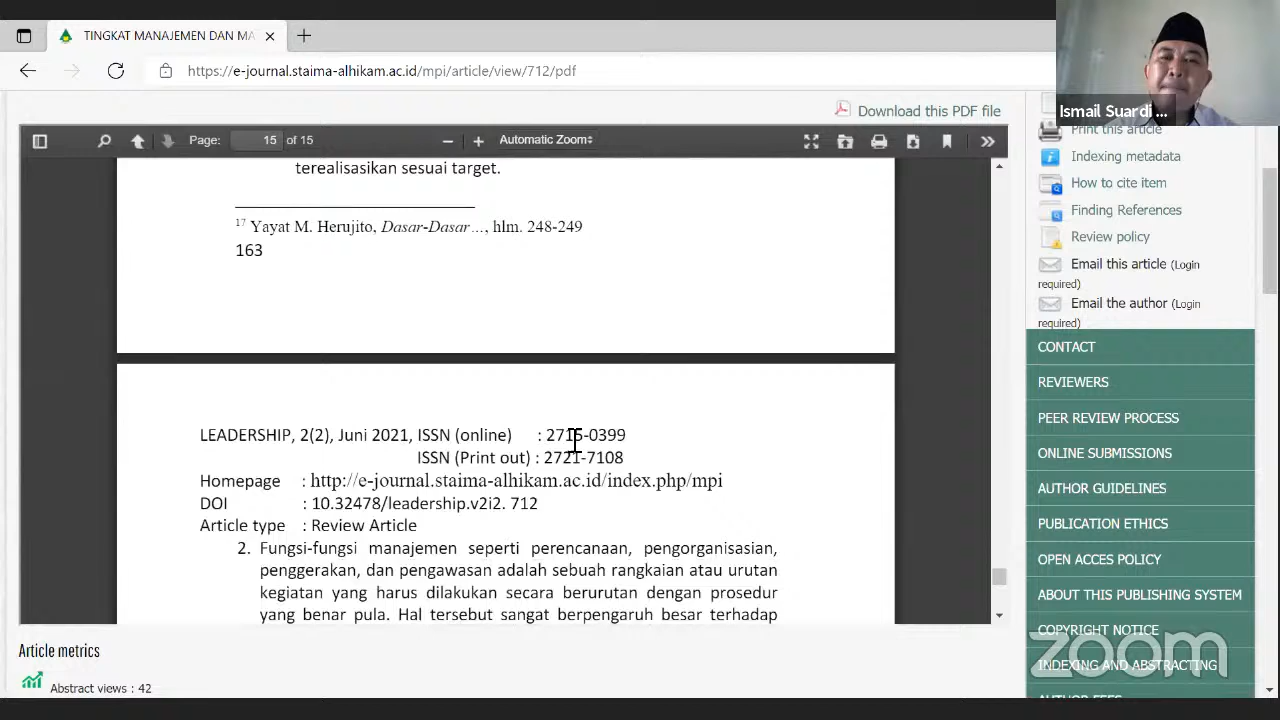 TINGKAT MANAJEMEN DAN MA
https://e-journal.staima-alhikam.ac.id/mpi/article/view/712/pdf
Ismail Suardi ...
Download this PDF file
Page: 15 of 15
Automatic Zoom
terealisasikan sesuai target.
17 Yayat M. Herujito, Dasar-Dasar..., hlm. 248-249
163
LEADERSHIP, 2(2), Juni 2021, ISSN (online) : 2715-0399
ISSN (Print out) : 2721-7108
Homepage : http://e-journal.staima-alhikam.ac.id/index.php/mpi
DOI : 10.32478/leadership.v2i2. 712
Article type : Review Article
2. Fungsi-fungsi manajemen seperti perencanaan, pengorganisasian,
penggerakan, dan pengawasan adalah sebuah rangkaian atau urutan
kegiatan yang harus dilakukan secara berurutan dengan prosedur
yang benar pula. Hal tersebut sangat berpengaruh besar terhadap
Article metrics
Abstract views : 42
Print this article
Indexing metadata
How to cite item
Finding References
Review policy
Email this article (Login
required)
Email the author (Login
required)
CONTACT
REVIEWERS
PEER REVIEW PROCESS
ONLINE SUBMISSIONS
AUTHOR GUIDELINES
PUBLICATION ETHICS
OPEN ACCES POLICY
ABOUT THIS PUBLISHING SYSTEM
COPYRIGHT NOTICE
INDEXING AND ABSTRACTING
AUTHOR FEES
zoom